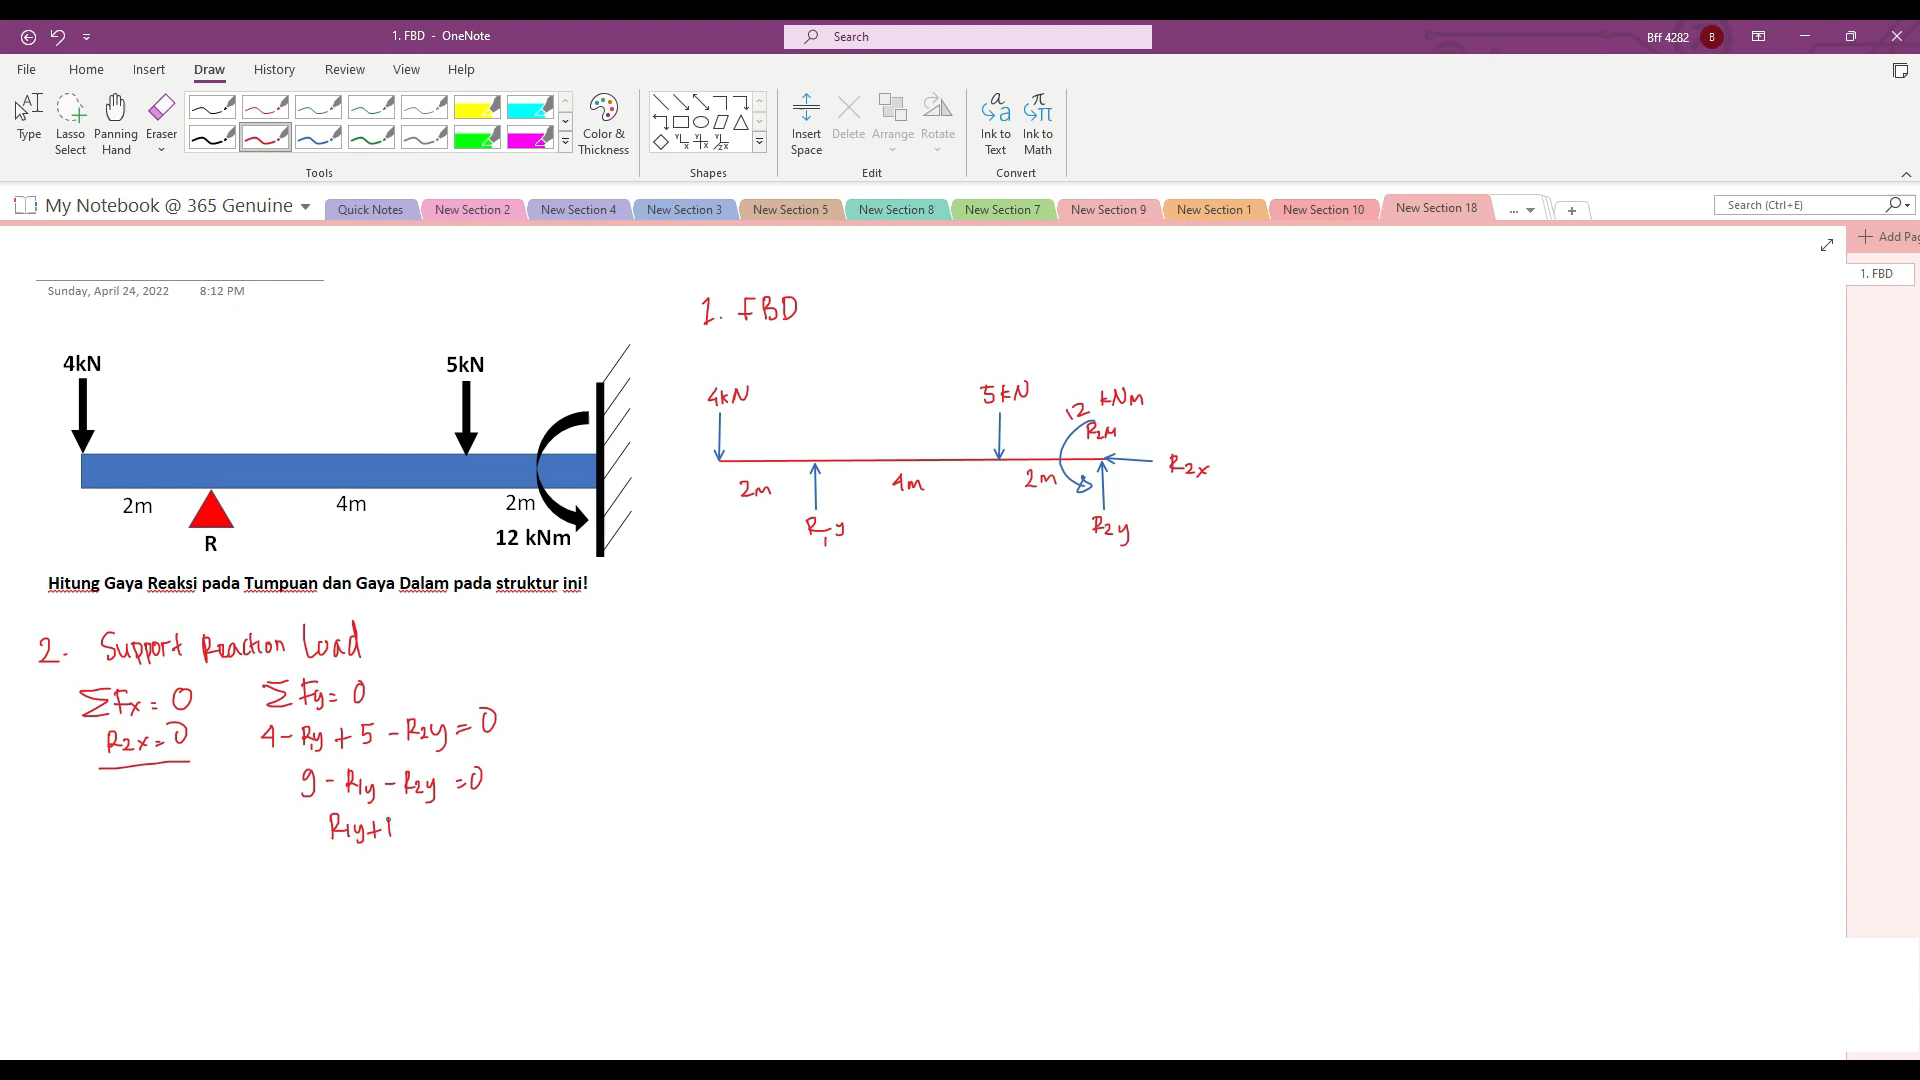 1. FBD - OneNote
Search
Bff 4282
B
File Home Insert Draw History Review View Help
Type
Lasso Select
Panning Hand
Eraser
Color & Thickness
Insert Space
Delete
Arrange
Rotate
Ink to Text
Ink to Math
Tools
Shapes
Edit
Convert
My Notebook @ 365 Genuine
Quick Notes
New Section 2
New Section 4
New Section 3
New Section 5
New Section 8
New Section 7
New Section 9
New Section 1
New Section 10
New Section 18
...
Search (Ctrl+E)
Add Pag
1. FBD
Sunday, April 24, 2022 8:12 PM
4kN
5kN
2m
4m
2m
R
12 kNm
Hitung Gaya Reaksi pada Tumpuan dan Gaya Dalam pada struktur ini!
1. FBD
4kN
5kN
12 kNm
R2M
R2x
2m
4m
2m
R1y
R2y
2. Support Reaction Load
ΣFx = 0
R2x = 0
ΣFy = 0
4 - R1y + 5 - R2y = 0
9 - R1y - R2y = 0
R1y +